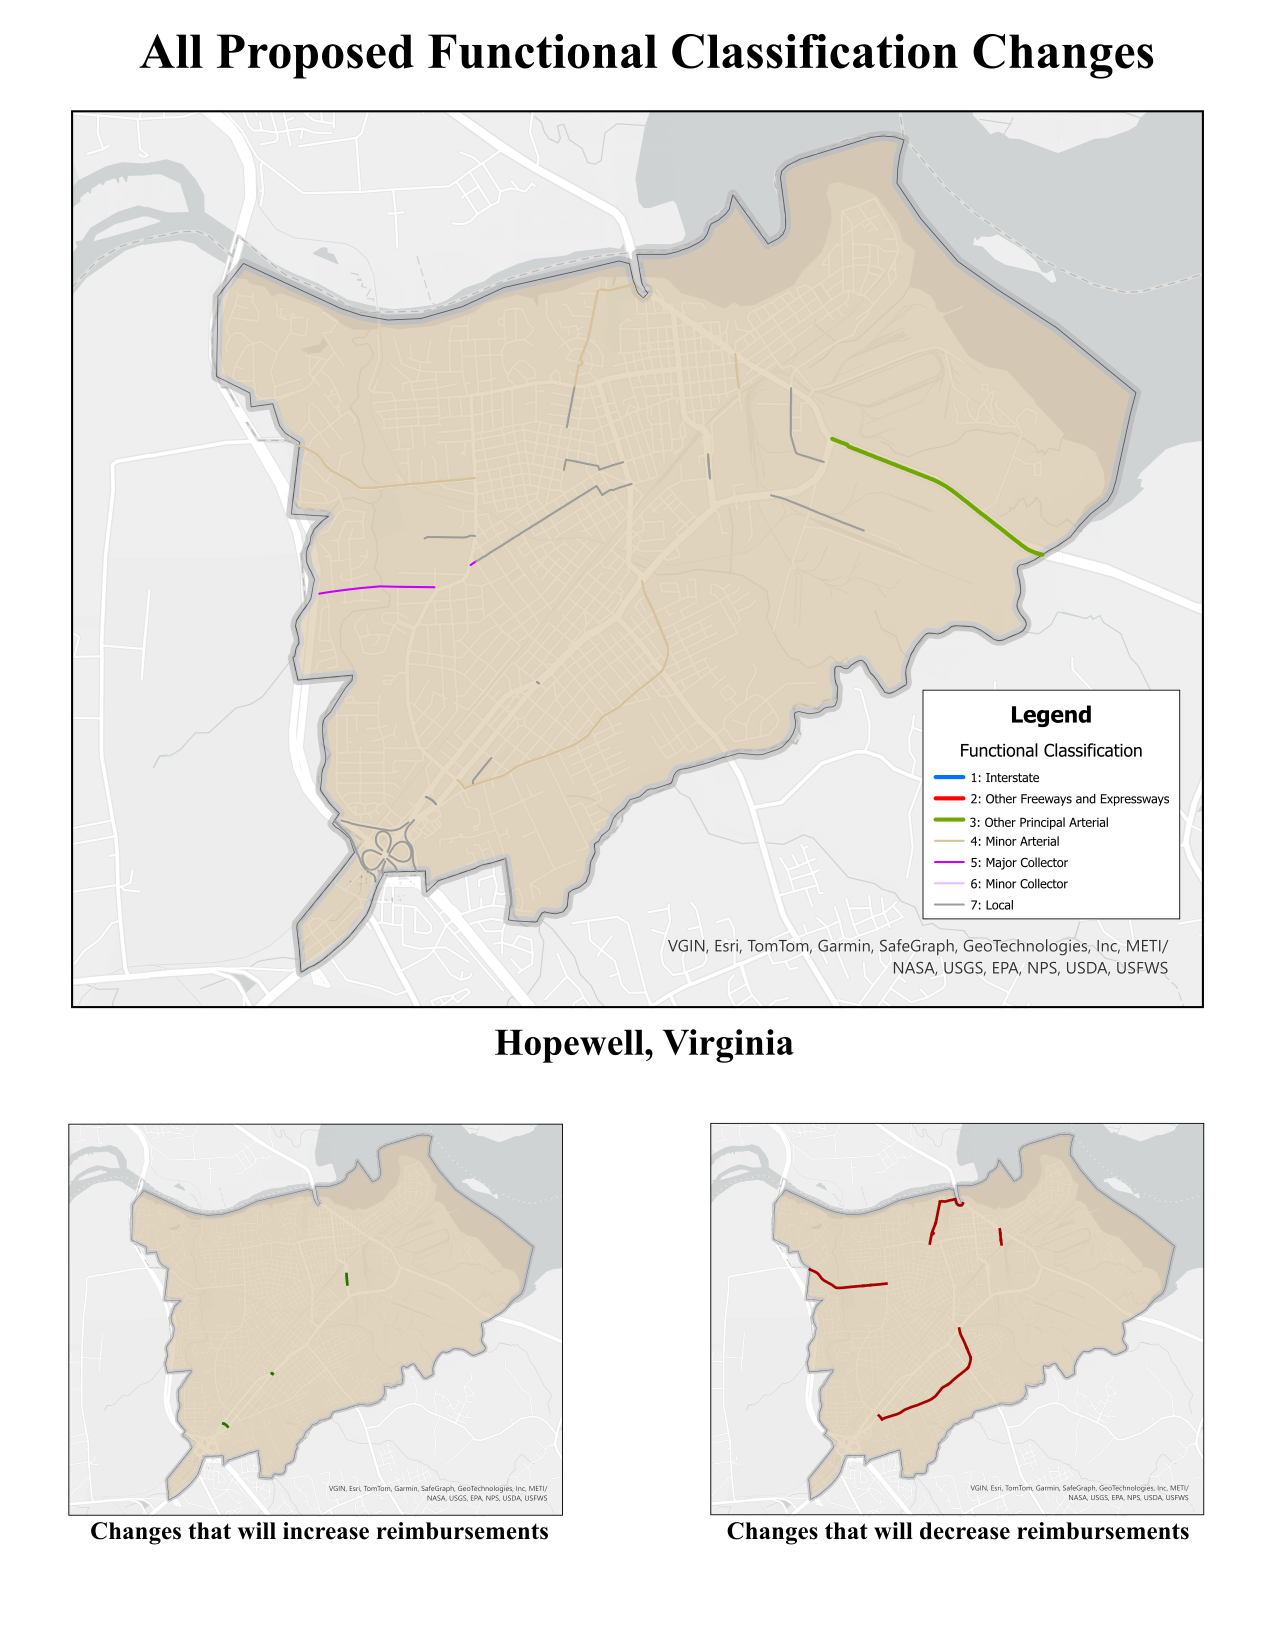 All Proposed Functional Classification Changes
Legend
Functional Classification
1: Interstate
2: Other Freeways and Expressways
3: Other Principal Arterial
4: Minor Arterial
5: Major Collector
6: Minor Collector
7: Local
VGIN, Esri, TomTom, Garmin, SafeGraph, GeoTechnologies, Inc, METI/
NASA, USGS, EPA, NPS, USDA, USFWS
Hopewell, Virginia
VGIN, Esri, TomTom, Garmin, SafeGraph, GeoTechnologies, Inc, METI/
NASA, USGS, EPA, NPS, USDA, USFWS
Changes that will increase reimbursements
VGIN, Esri, TomTom, Garmin, SafeGraph, GeoTechnologies, Inc, METI/
NASA, USGS, EPA, NPS, USDA, USFWS
Changes that will decrease reimbursements